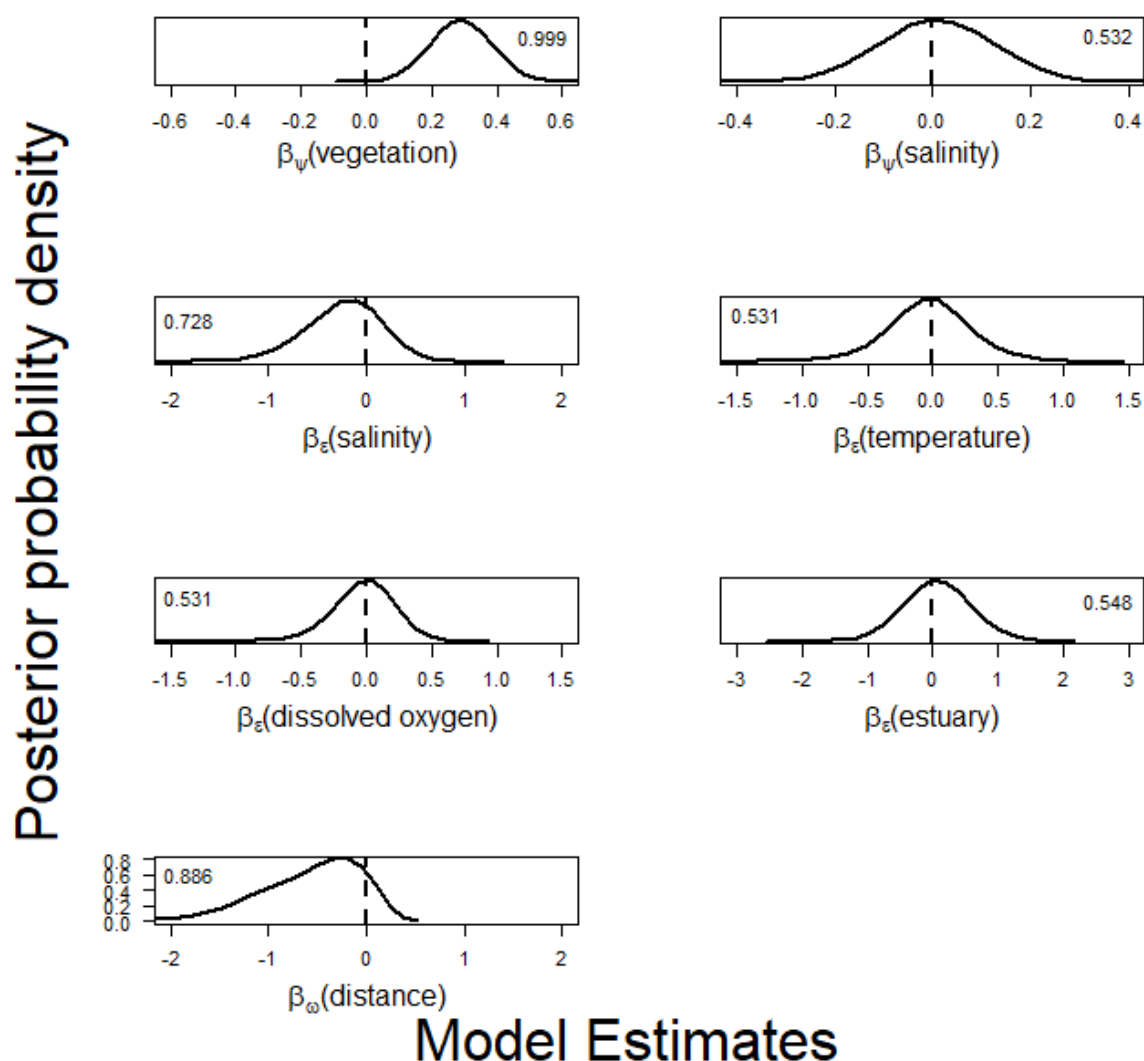 Posterior probability density
0.999
-0.6 -0.4 -0.2 0.0 0.2 0.4 0.6
βψ(vegetation)
0.532
-0.4 -0.2 0.0 0.2 0.4
βψ(salinity)
0.728
-2 -1 0 1 2
βε(salinity)
0.531
-1.5 -1.0 -0.5 0.0 0.5 1.0 1.5
βε(temperature)
0.531
-1.5 -1.0 -0.5 0.0 0.5 1.0 1.5
βε(dissolved oxygen)
0.548
-3 -2 -1 0 1 2 3
βε(estuary)
0.8
0.6
0.4
0.2
0.0
0.886
-2 -1 0 1 2
βω(distance)
Model Estimates